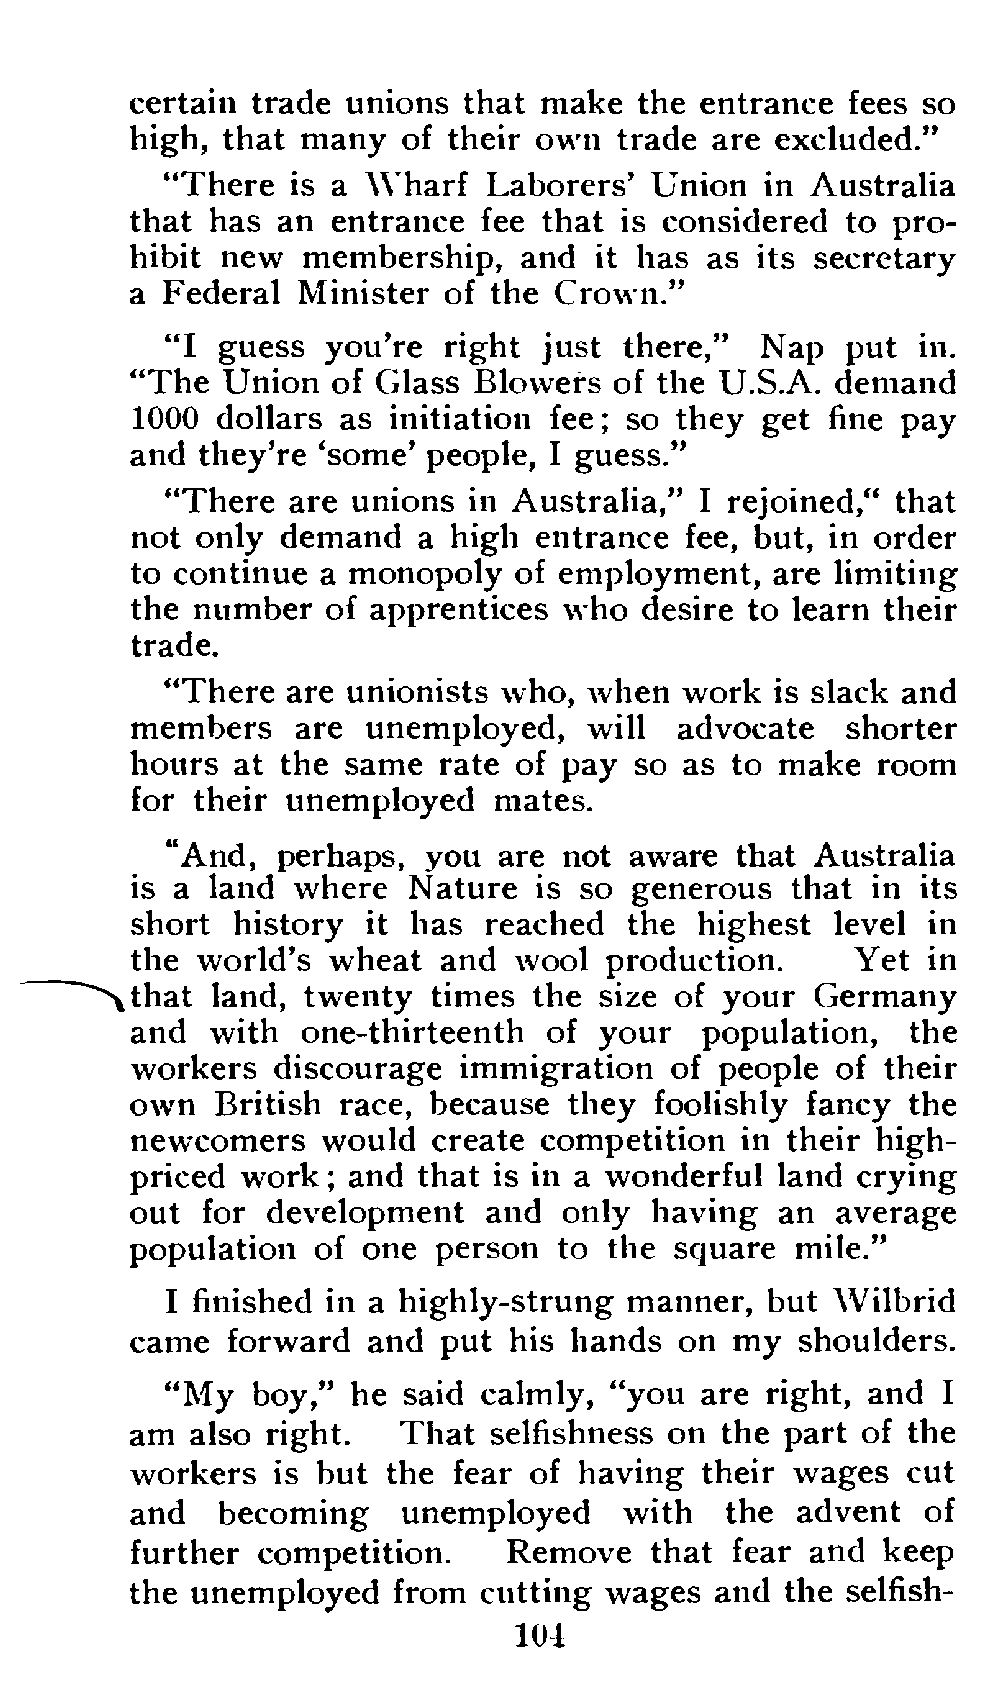 certain trade unions that make the entrance fees so
high, that many of their own trade are excluded.”
“There is a Wharf Laborers’ Union in Australia
that has an entrance fee that is considered to pro-
hibit new membership, and it has as its secretary
a Federal Minister of the Crown.”
“I guess you’re right just there,” Nap put in.
“The Union of Glass Blowers of the U.S.A. demand
1000 dollars as initiation fee; so they get fine pay
and they’re ‘some’ people, I guess.”
“There are unions in Australia,” I rejoined,“ that
not only demand a high entrance fee, but, in order
to continue a monopoly of employment, are limiting
the number of apprentices who desire to learn their
trade.
“There are unionists who, when work is slack and
members are unemployed, will advocate shorter
hours at the same rate of pay so as to make room
for their unemployed mates.
“And, perhaps, you are not aware that Australia
is a land where Nature is so generous that in its
short history it has reached the highest level in
the world’s wheat and wool production. Yet in
that land, twenty times the size of your Germany
and with one-thirteenth of your population, the
workers discourage immigration of people of their
own British race, because they foolishly fancy the
newcomers would create competition in their high-
priced work; and that is in a wonderful land crying
out for development and only having an average
population of one person to the square mile.”
I finished in a highly-strung manner, but Wilbrid
came forward and put his hands on my shoulders.
“My boy,” he said calmly, “you are right, and I
am also right. That selfishness on the part of the
workers is but the fear of having their wages cut
and becoming unemployed with the advent of
further competition. Remove that fear and keep
the unemployed from cutting wages and the selfish-
104